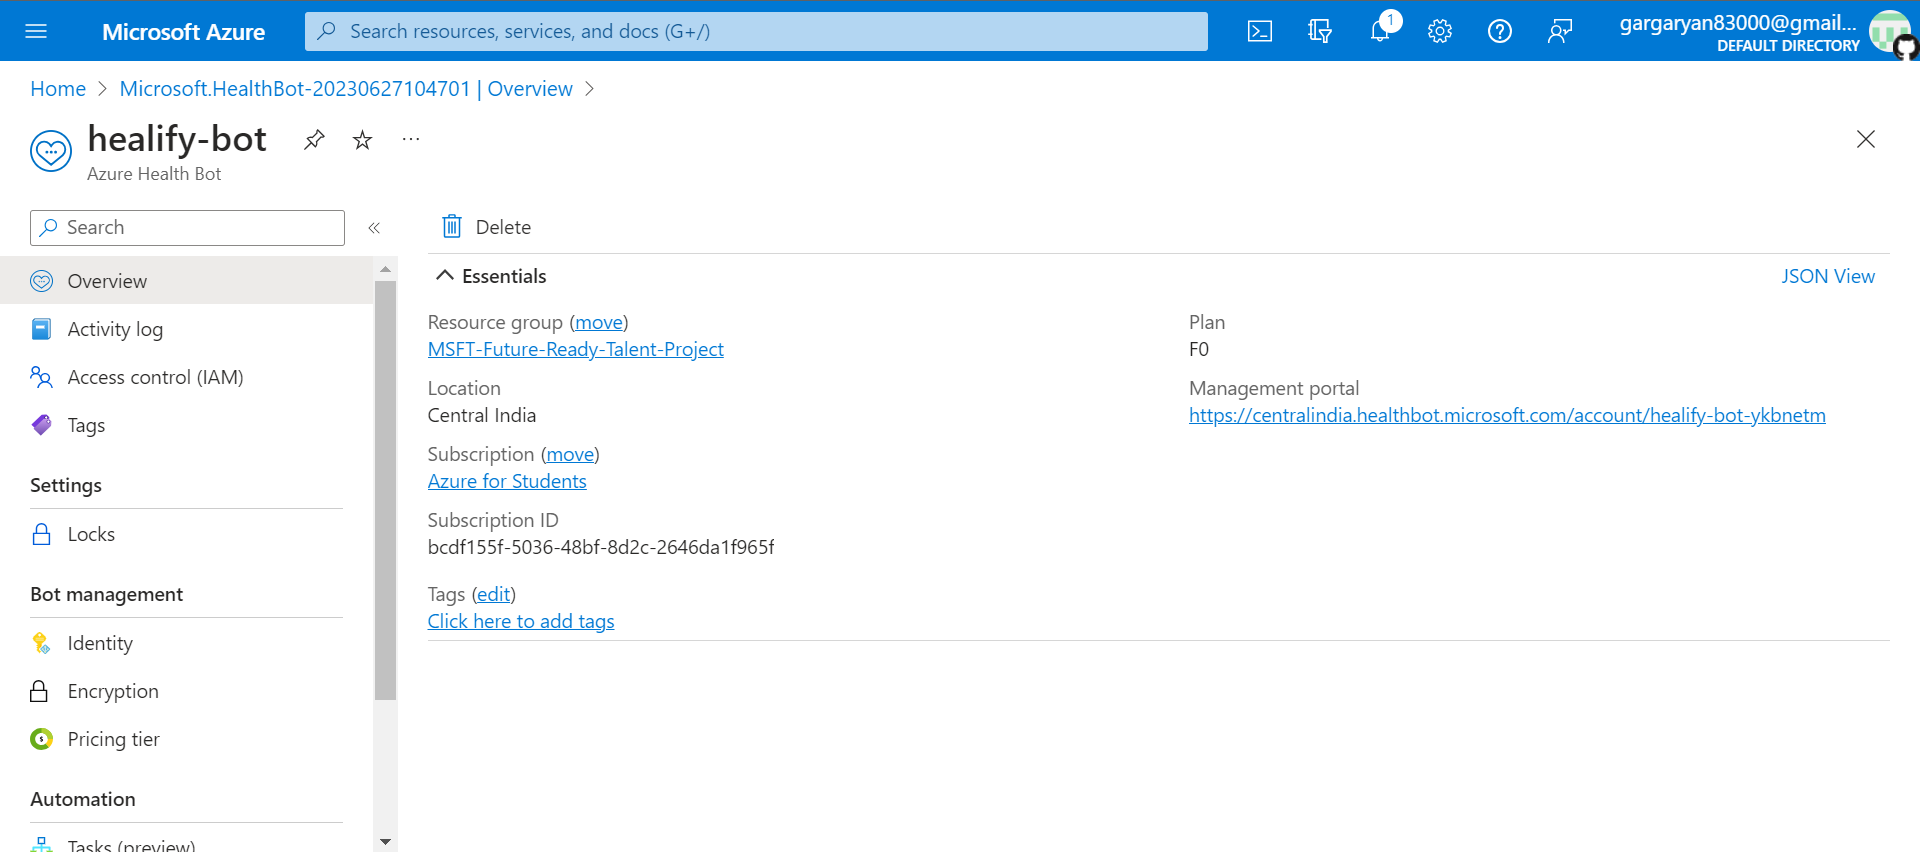 Microsoft Azure
Search resources, services, and docs (G+/)
1
gargaryan83000@gmail...
DEFAULT DIRECTORY
Home > Microsoft.HealthBot-20230627104701 | Overview >
healify-bot
...
Azure Health Bot
Search
«
Delete
Overview
Activity log
Access control (IAM)
Tags
Settings
Locks
Bot management
Identity
Encryption
Pricing tier
Automation
Tasks (preview)
Essentials
JSON View
Resource group (move)
MSFT-Future-Ready-Talent-Project
Location
Central India
Subscription (move)
Azure for Students
Subscription ID
bcdf155f-5036-48bf-8d2c-2646da1f965f
Tags (edit)
Click here to add tags
Plan
F0
Management portal
https://centralindia.healthbot.microsoft.com/account/healify-bot-ykbnetm